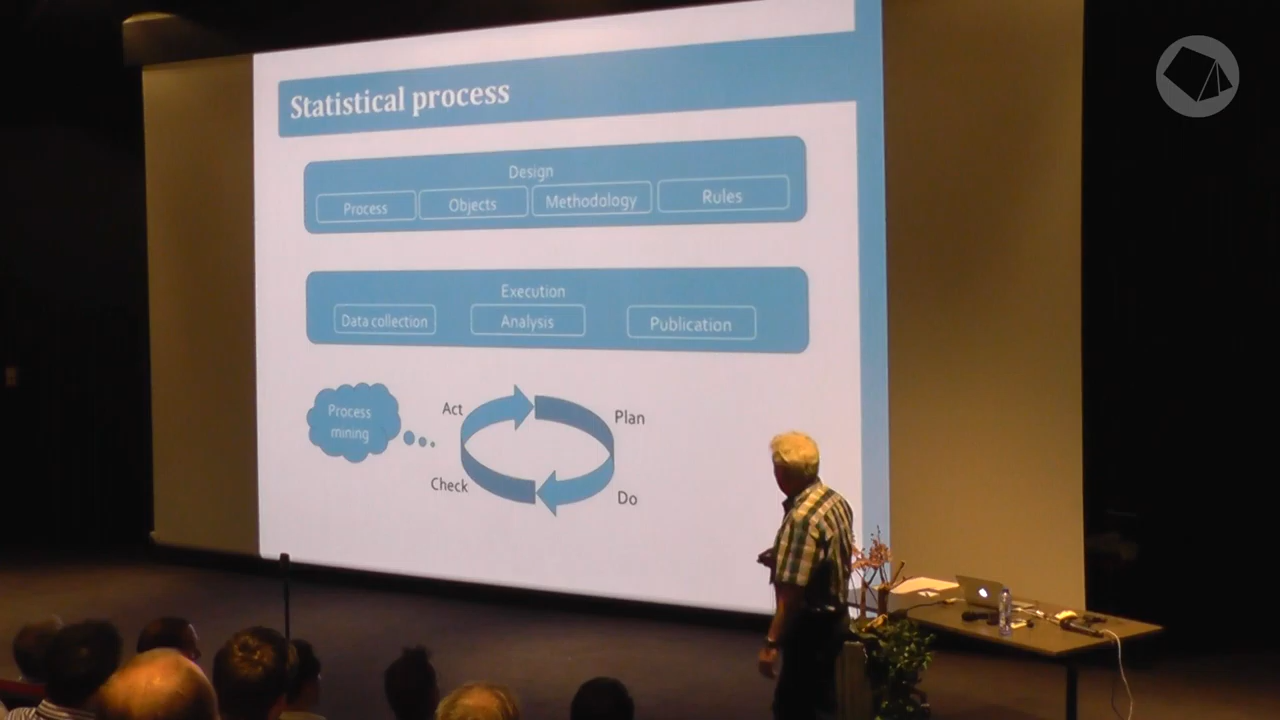 Statistical process
Design
Process
Objects
Methodology
Rules
Execution
Data collection
Analysis
Publication
Process
mining
Act
Plan
Check
Do